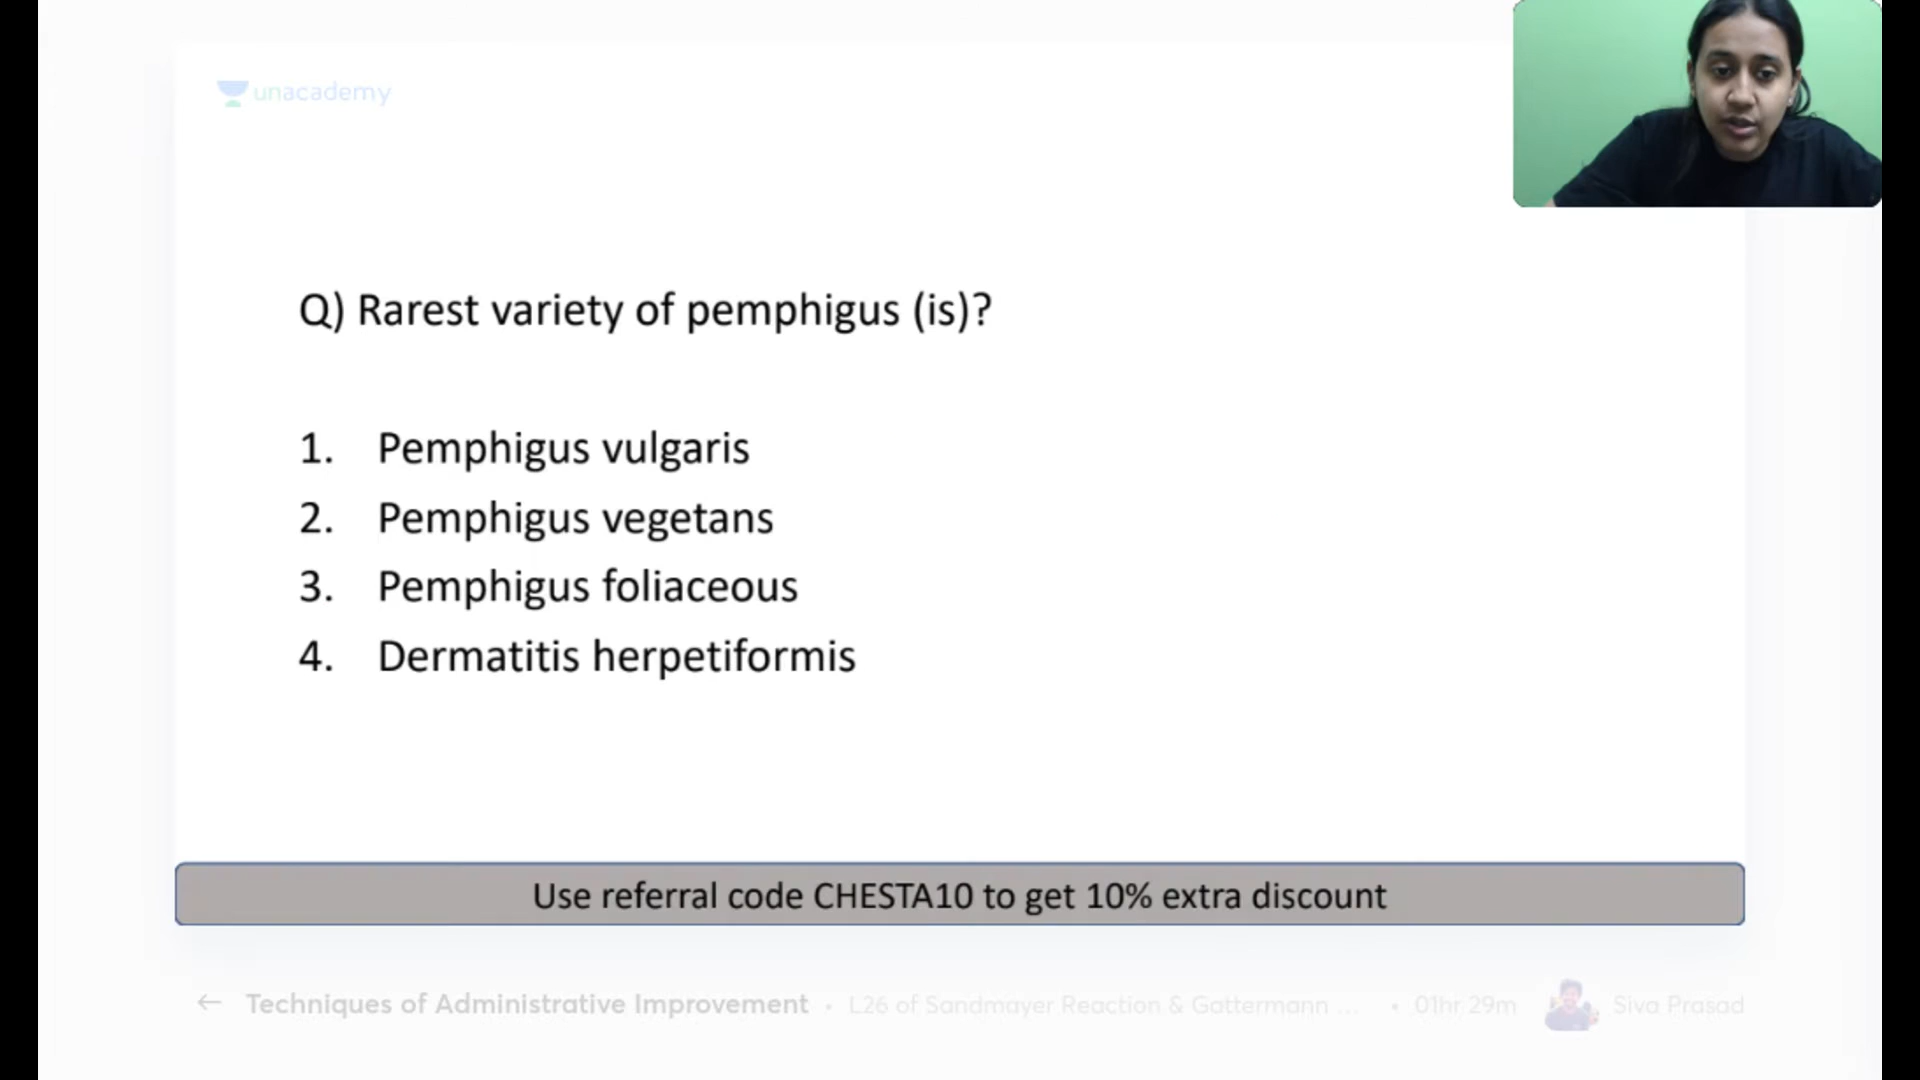 unacademy
Q) Rarest variety of pemphigus (is)?
1. Pemphigus vulgaris
2. Pemphigus vegetans
3. Pemphigus foliaceous
4. Dermatitis herpetiformis
Use referral code CHESTA10 to get 10% extra discount
← Techniques of Administrative Improvement • L26 of Sandmayer Reaction & Gattermann ... • 01hr 29m Siva Prasad